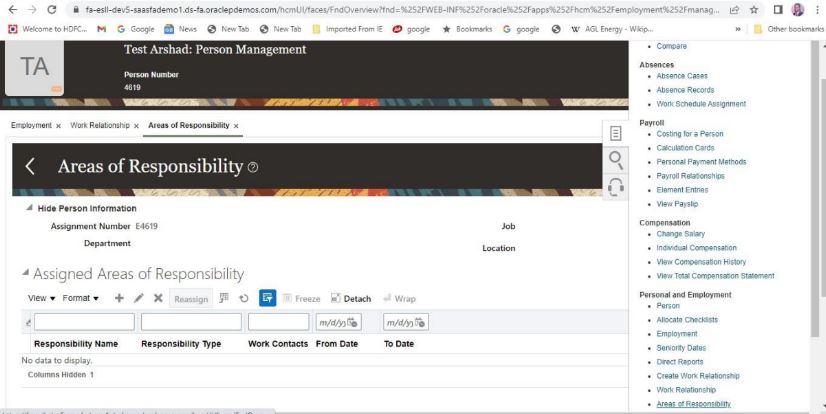 fa-esll-dev5-saasfademo1.ds-fa.oraclepdemos.com/hcmUI/faces/FndOverview?fnd=%252FWEB-INF%252Foracle%252Fapps%252Fhcm%252Femployment%252Fmanag...
Welcome to HDFC... Gmail Google News New Tab New Tab Imported From IE google Bookmarks google AGL Energy - Wikip... » Other bookmarks
TA
Test Arshad: Person Management
Person Number
4619
Employment x Work Relationship x Areas of Responsibility x
Areas of Responsibility
Hide Person Information
Assignment Number E4619 Job
Department Location
Assigned Areas of Responsibility
View Format Reassign Freeze Detach Wrap
m/d/y m/d/y
Responsibility Name Responsibility Type Work Contacts From Date To Date
No data to display.
Columns Hidden 1
Compare
Absences
Absence Cases
Absence Records
Work Schedule Assignment
Payroll
Costing for a Person
Calculation Cards
Personal Payment Methods
Payroll Relationships
Element Entries
View Payslip
Compensation
Change Salary
Individual Compensation
View Compensation History
View Total Compensation Statement
Personal and Employment
Person
Allocate Checklists
Employment
Seniority Dates
Direct Reports
Create Work Relationship
Work Relationship
Areas of Responsibility